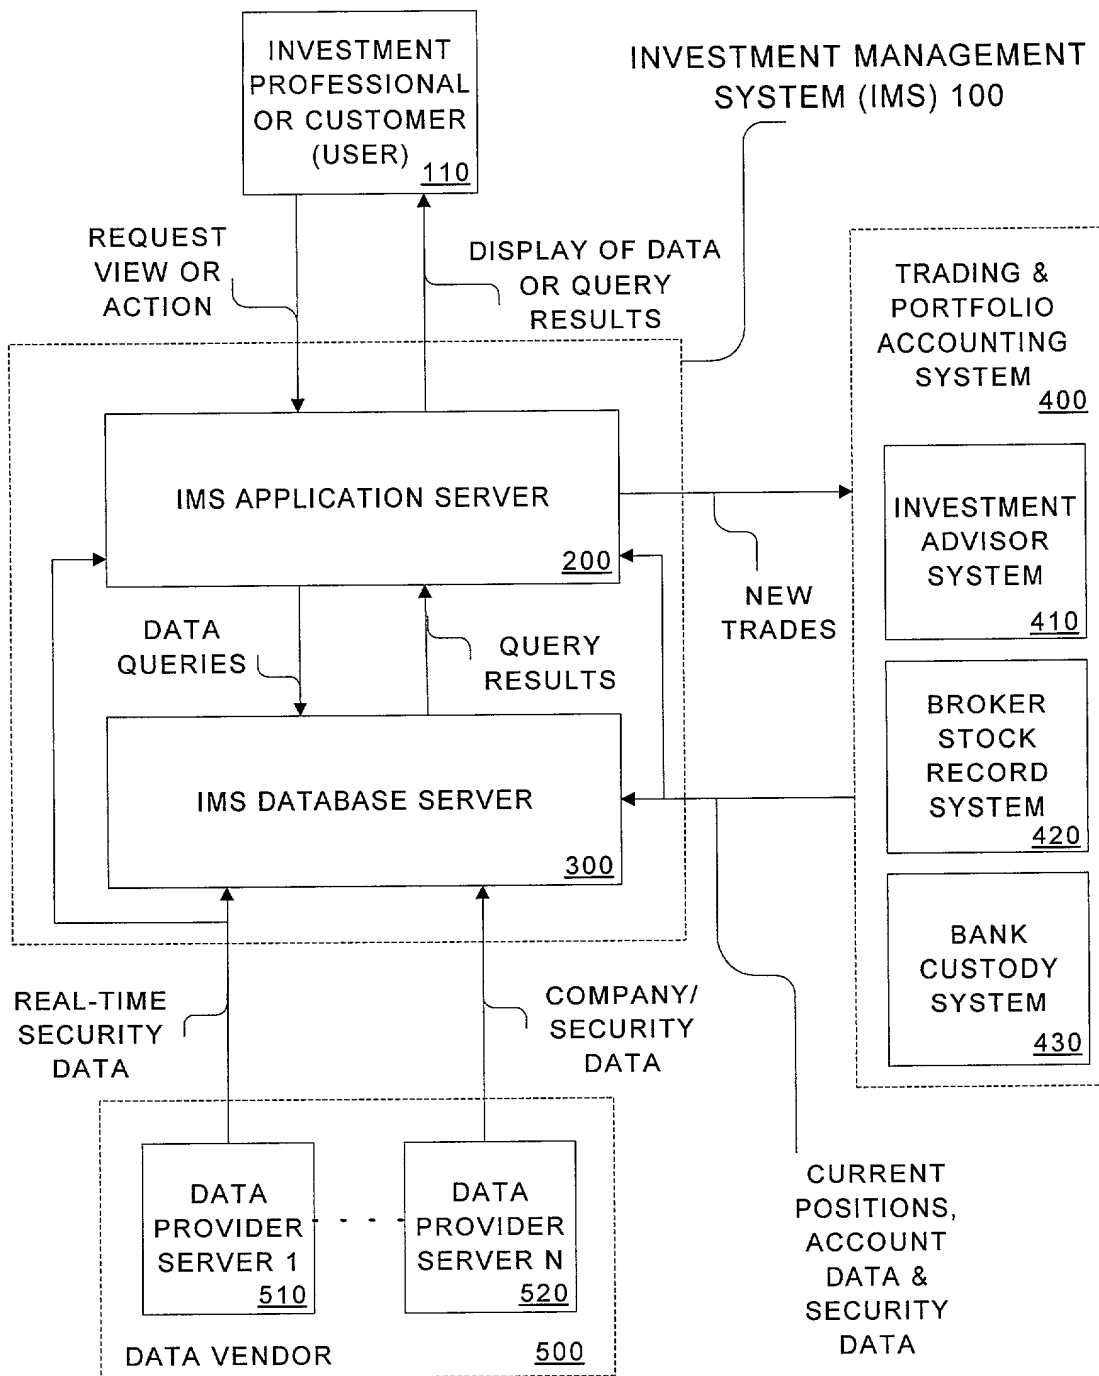 INVESTMENT
PROFESSIONAL
OR CUSTOMER
(USER)
110
INVESTMENT MANAGEMENT
SYSTEM (IMS) 100
REQUEST
VIEW OR
ACTION
DISPLAY OF DATA
OR QUERY
RESULTS
TRADING &
PORTFOLIO
ACCOUNTING
SYSTEM
400
IMS APPLICATION SERVER
200
NEW
TRADES
INVESTMENT
ADVISOR
SYSTEM
410
DATA
QUERIES
QUERY
RESULTS
BROKER
STOCK
RECORD
SYSTEM
420
IMS DATABASE SERVER
300
BANK
CUSTODY
SYSTEM
430
REAL-TIME
SECURITY
DATA
COMPANY/
SECURITY
DATA
DATA
PROVIDER
SERVER 1
510
DATA
PROVIDER
SERVER N
520
DATA VENDOR
500
CURRENT
POSITIONS,
ACCOUNT
DATA &
SECURITY
DATA